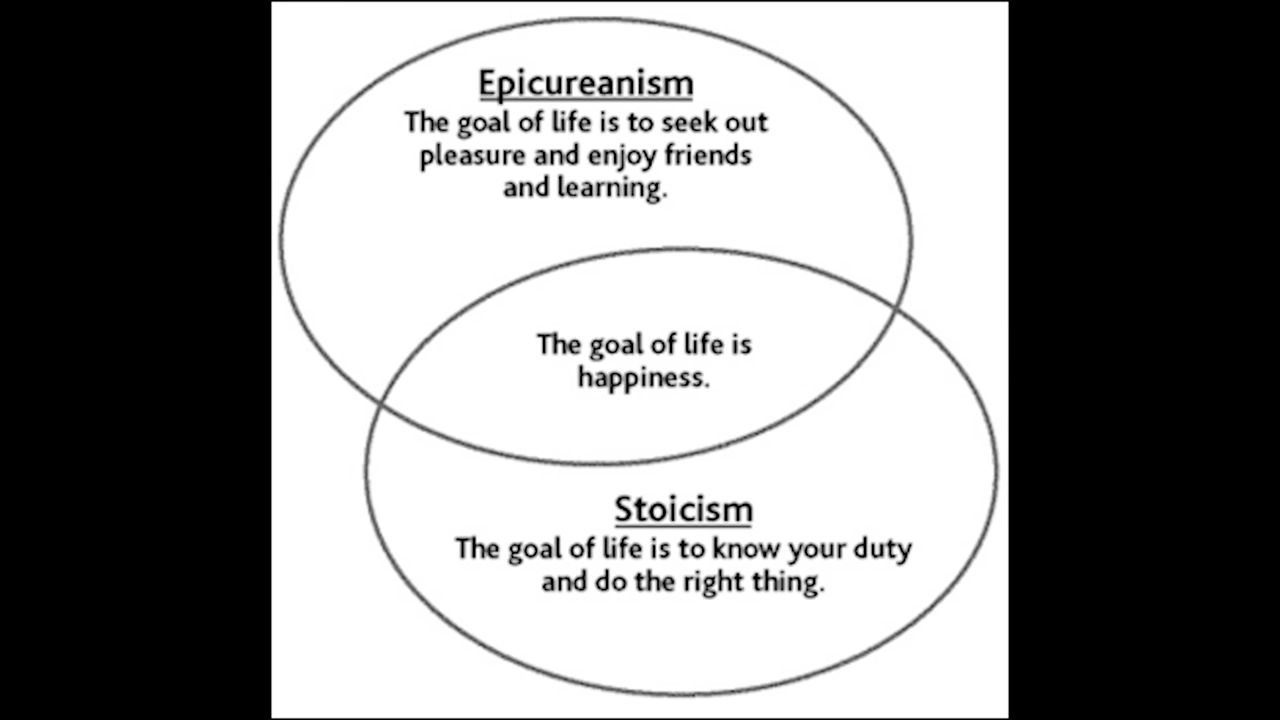 Epicureanism
The goal of life is to seek out
pleasure and enjoy friends
and learning.
The goal of life is
happiness.
Stoicism
The goal of life is to know your duty
and do the right thing.